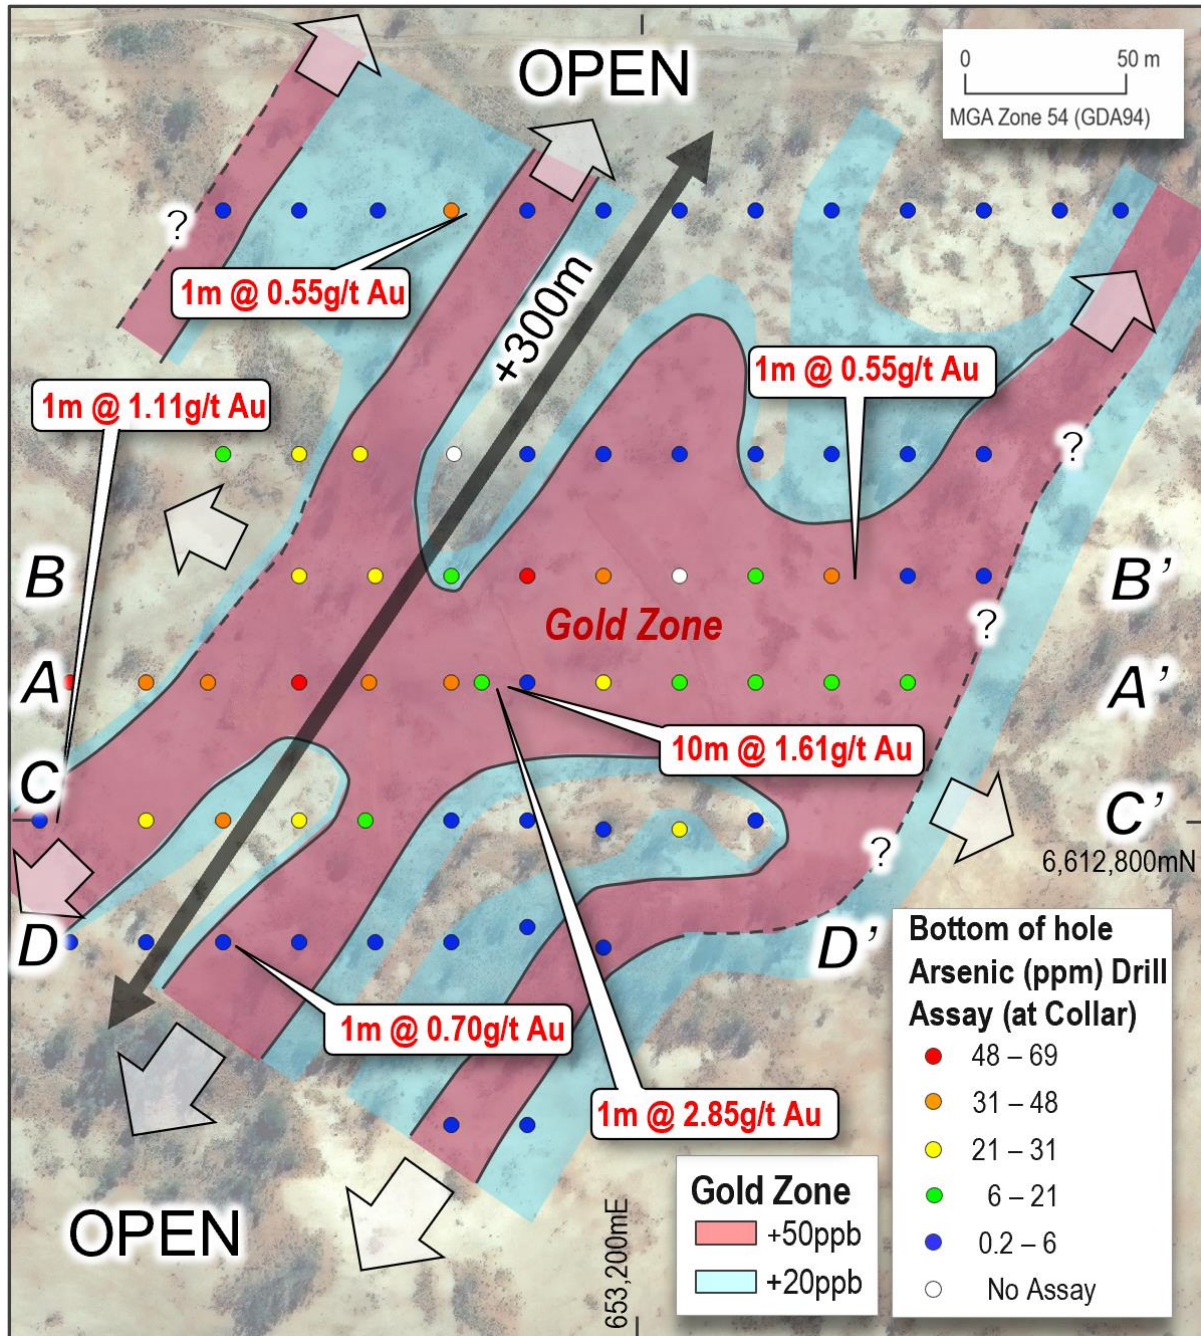 OPEN
0 50 m
MGA Zone 54 (GDA94)
?
1m @ 0.55g/t Au
+300m
1m @ 0.55g/t Au
1m @ 1.11g/t Au
?
B
B’
Gold Zone
?
A
A’
10m @ 1.61g/t Au
C
C’
?
6,612,800mN
D
D’
1m @ 0.70g/t Au
1m @ 2.85g/t Au
OPEN
653,200mE
Gold Zone
+50ppb
+20ppb
Bottom of hole
Arsenic (ppm) Drill
Assay (at Collar)
48 – 69
31 – 48
21 – 31
6 – 21
0.2 – 6
No Assay